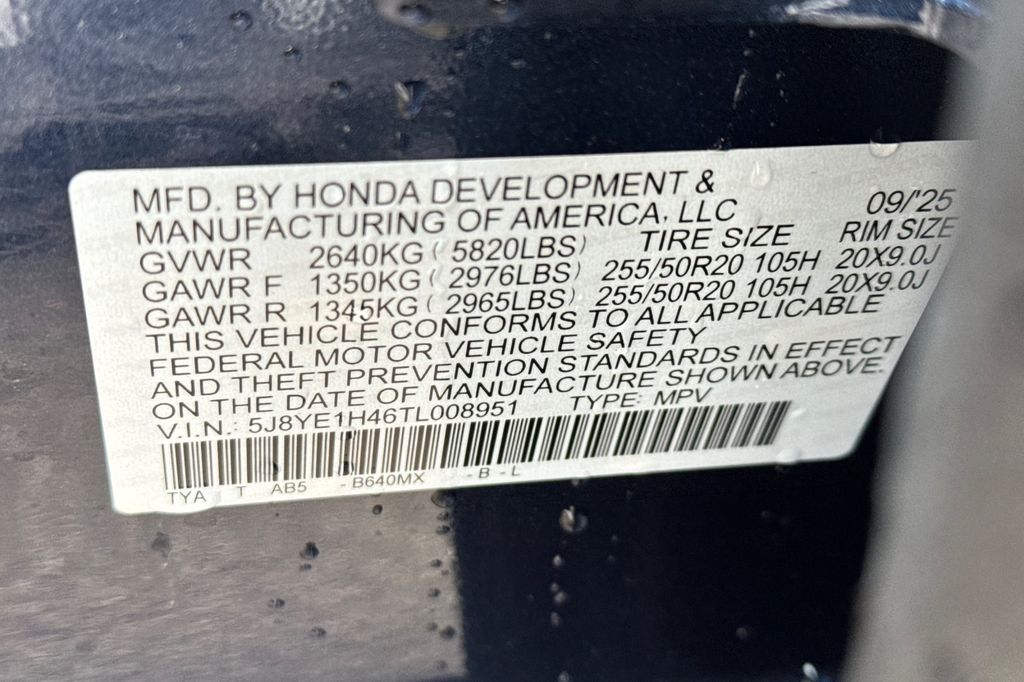 MFD. BY HONDA DEVELOPMENT &
MANUFACTURING OF AMERICA, LLC 09/'25
GVWR 2640KG ( 5820LBS) TIRE SIZE RIM SIZE
GAWR F 1350KG ( 2976LBS) 255/50R20 105H 20X9.0J
GAWR R 1345KG ( 2965LBS) 255/50R20 105H 20X9.0J
THIS VEHICLE CONFORMS TO ALL APPLICABLE
FEDERAL MOTOR VEHICLE SAFETY
AND THEFT PREVENTION STANDARDS IN EFFECT
ON THE DATE OF MANUFACTURE SHOWN ABOVE.
V.I.N.: 5J8YE1H46TL008951 TYPE: MPV
TYA T AB5 - B640MX - B - L